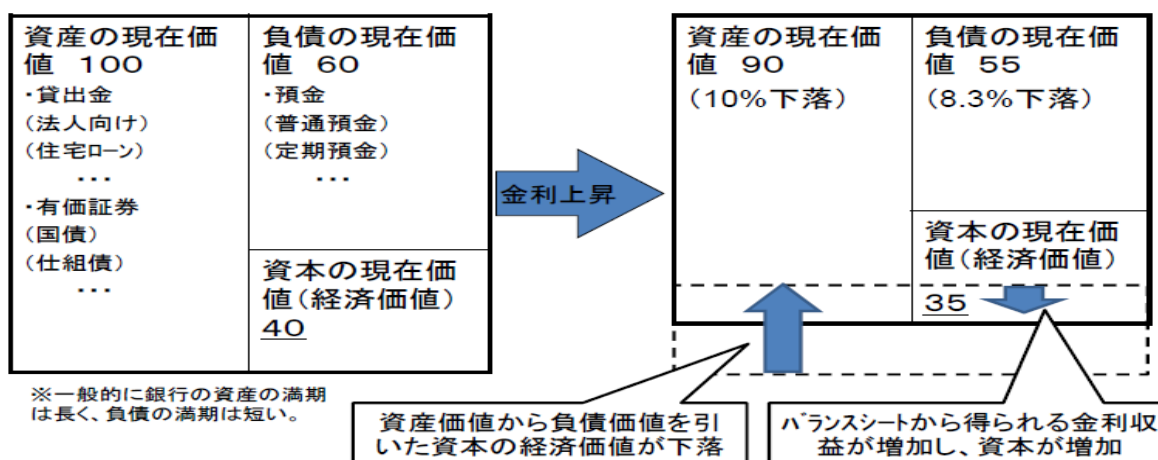 資産の現在価
値 100
・貸出金
(法人向け)
(住宅ローン)
…
・有価証券
(国債)
(仕組債)
…
負債の現在価
値 60
・預金
(普通預金)
(定期預金)
…
資本の現在価
値(経済価値)
40
※一般的に銀行の資産の満期
は長く、負債の満期は短い。
金利上昇
資産の現在価
値 90
(10%下落)
負債の現在価
値 55
(8.3%下落)
資本の現在価
値(経済価値)
35
資産価値から負債価値を引
いた資本の経済価値が下落
バランスシートから得られる金利収
益が増加し、資本が増加